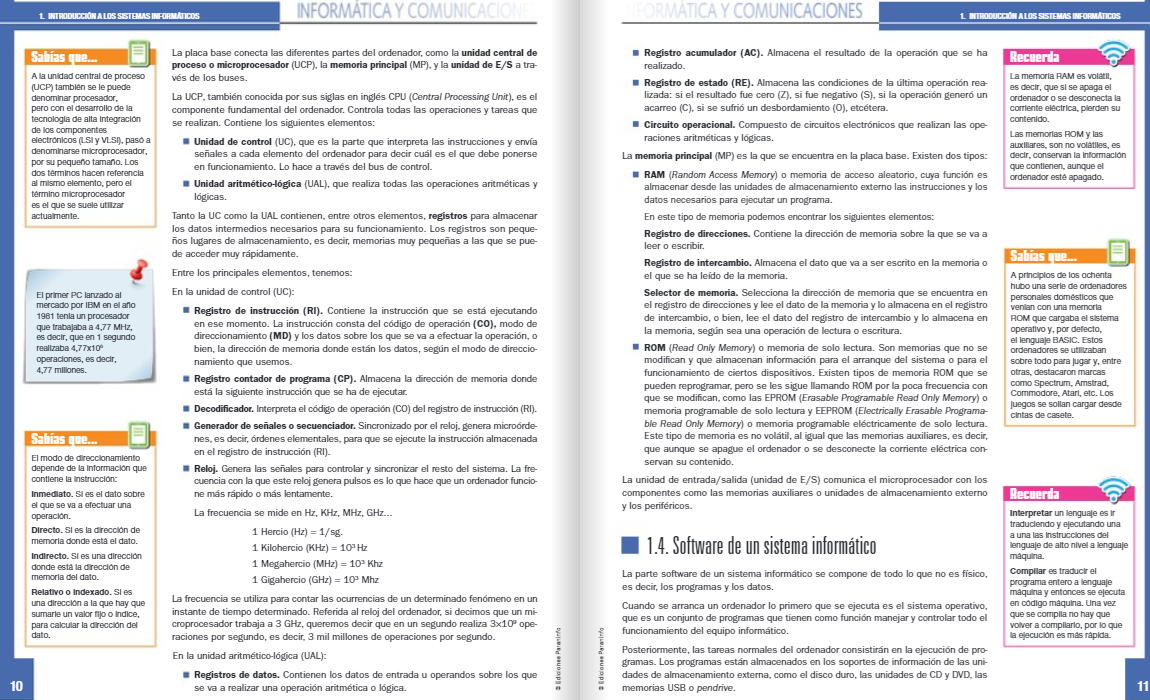 1. INTRODUCCIÓN A LOS SISTEMAS INFORMÁTICOS
INFORMÁTICA Y COMUNICACIONES
Sabías que...
A la unidad central de proceso
(UCP) también se le puede
denominar procesador,
pero con el desarrollo de la
tecnología de alta integración
de los componentes
electrónicos (LSI y VLSI), pasó a
denominarse microprocesador,
por su pequeño tamaño. Los
dos términos hacen referencia
al mismo elemento, pero el
término microprocesador
es el que se suele utilizar
actualmente.
El primer PC lanzado al
mercado por IBM en el año
1981 tenía un procesador
que trabajaba a 4,77 MHz,
es decir, que en 1 segundo
realizaba 4,77x10⁶
operaciones, es decir,
4,77 millones.
Sabías que...
El modo de direccionamiento
depende de la información que
contiene la instrucción:
Inmediato. Si es el dato sobre
el que se va a efectuar una
operación.
Directo. Si es la dirección de
memoria donde está el dato.
Indirecto. Si es una dirección
donde está la dirección de
memoria del dato.
Relativo o indexado. Si es
una dirección a la que hay que
sumarle un valor fijo o índice,
para calcular la dirección del
dato.
10
La placa base conecta las diferentes partes del ordenador, como la unidad central de
proceso o microprocesador (UCP), la memoria principal (MP), y la unidad de E/S a tra-
vés de los buses.
La UCP, también conocida por sus siglas en inglés CPU (Central Processing Unit), es el
componente fundamental del ordenador. Controla todas las operaciones y tareas que
se realizan. Contiene los siguientes elementos:
■ Unidad de control (UC), que es la parte que interpreta las instrucciones y envía
señales a cada elemento del ordenador para decidir cuál es el que debe ponerse
en funcionamiento. Lo hace a través del bus de control.
■ Unidad aritmético-lógica (UAL), que realiza todas las operaciones aritméticas y
lógicas.
Tanto la UC como la UAL contienen, entre otros elementos, registros para almacenar
los datos intermedios necesarios para su funcionamiento. Los registros son peque-
ños lugares de almacenamiento, es decir, memorias muy pequeñas a las que se pue-
de acceder muy rápidamente.
Entre los principales elementos, tenemos:
En la unidad de control (UC):
■ Registro de instrucción (RI). Contiene la instrucción que se está ejecutando
en ese momento. La instrucción consta del código de operación (CO), modo de
direccionamiento (MD) y los datos sobre los que se va a efectuar la operación, o
bien, la dirección de memoria donde están los datos, según el modo de direccio-
namiento que usemos.
■ Registro contador de programa (CP). Almacena la dirección de memoria donde
está la siguiente instrucción que se ha de ejecutar.
■ Decodificador. Interpreta el código de operación (CO) del registro de instrucción (RI).
■ Generador de señales o secuenciador. Sincronizado por el reloj, genera microórde-
nes, es decir, órdenes elementales, para que se ejecute la instrucción almacenada
en el registro de instrucción (RI).
■ Reloj. Genera las señales para controlar y sincronizar el resto del sistema. La fre-
cuencia con la que este reloj genera pulsos es lo que hace que un ordenador funcio-
ne más rápido o más lentamente.
La frecuencia se mide en Hz, KHz, MHz, GHz...
1 Hercio (Hz) = 1/sg.
1 Kilohercio (KHz) = 10³ Hz
1 Megahercio (MHz) = 10³ Khz
1 Gigahercio (GHz) = 10³ Mhz
La frecuencia se utiliza para contar las ocurrencias de un determinado fenómeno en un
instante de tiempo determinado. Referida al reloj del ordenador, si decimos que un mi-
croprocesador trabaja a 3 GHz, queremos decir que en un segundo realiza 3×10⁹ ope-
raciones por segundo, es decir, 3 mil millones de operaciones por segundo.
En la unidad aritmético-lógica (UAL):
■ Registros de datos. Contienen los datos de entrada u operandos sobre los que
se va a realizar una operación aritmética o lógica.
© Ediciones Paraninfo
INFORMÁTICA Y COMUNICACIONES
1. INTRODUCCIÓN A LOS SISTEMAS INFORMÁTICOS
■ Registro acumulador (AC). Almacena el resultado de la operación que se ha
realizado.
■ Registro de estado (RE). Almacena las condiciones de la última operación rea-
lizada: si el resultado fue cero (Z), si fue negativo (S), si la operación generó un
acarreo (C), si se sufrió un desbordamiento (O), etcétera.
■ Circuito operacional. Compuesto de circuitos electrónicos que realizan las ope-
raciones aritméticas y lógicas.
La memoria principal (MP) es la que se encuentra en la placa base. Existen dos tipos:
■ RAM (Random Access Memory) o memoria de acceso aleatorio, cuya función es
almacenar desde las unidades de almacenamiento externo las instrucciones y los
datos necesarios para ejecutar un programa.
En este tipo de memoria podemos encontrar los siguientes elementos:
Registro de direcciones. Contiene la dirección de memoria sobre la que se va a
leer o escribir.
Registro de intercambio. Almacena el dato que va a ser escrito en la memoria o
el que se ha leído de la memoria.
Selector de memoria. Selecciona la dirección de memoria que se encuentra en
el registro de direcciones y lee el dato de la memoria y lo almacena en el registro
de intercambio, o bien, lee el dato del registro de intercambio y lo almacena en
la memoria, según sea una operación de lectura o escritura.
■ ROM (Read Only Memory) o memoria de solo lectura. Son memorias que no se
modifican y que almacenan información para el arranque del sistema o para el
funcionamiento de ciertos dispositivos. Existen tipos de memoria ROM que se
pueden reprogramar, pero se les sigue llamando ROM por la poca frecuencia con
que se modifican, como las EPROM (Erasable Programable Read Only Memory) o
memoria programable de solo lectura y EEPROM (Electrically Erasable Programa-
ble Read Only Memory) o memoria programable eléctricamente de solo lectura.
Este tipo de memoria es no volátil, al igual que las memorias auxiliares, es decir,
que aunque se apague el ordenador o se desconecte la corriente eléctrica con-
servan su contenido.
La unidad de entrada/salida (unidad de E/S) comunica el microprocesador con los
componentes como las memorias auxiliares o unidades de almacenamiento externo
y los periféricos.
1.4. Software de un sistema informático
La parte software de un sistema informático se compone de todo lo que no es físico,
es decir, los programas y los datos.
Cuando se arranca un ordenador lo primero que se ejecuta es el sistema operativo,
que es un conjunto de programas que tienen como función manejar y controlar todo el
funcionamiento del equipo informático.
Posteriormente, las tareas normales del ordenador consistirán en la ejecución de pro-
gramas. Los programas están almacenados en los soportes de información de las uni-
dades de almacenamiento externa, como el disco duro, las unidades de CD y DVD, las
memorias USB o pendrive.
© Ediciones Paraninfo
Recuerda
La memoria RAM es volátil,
es decir, que si se apaga el
ordenador o se desconecta la
corriente eléctrica, pierden su
contenido.
Las memorias ROM y las
auxiliares, son no volátiles, es
decir, conservan la información
que contienen, aunque el
ordenador esté apagado.
Sabías que...
A principios de los ochenta
hubo una serie de ordenadores
personales domésticos que
venían con una memoria
ROM que cargaba el sistema
operativo y, por defecto,
el lenguaje BASIC. Estos
ordenadores se utilizaban
sobre todo para jugar y, entre
otras, destacaron marcas
como Spectrum, Amstrad,
Commodore, Atari, etc. Los
juegos se solían cargar desde
cintas de casete.
Recuerda
Interpretar un lenguaje es ir
traduciendo y ejecutando una
a una las instrucciones del
lenguaje de alto nivel a lenguaje
máquina.
Compilar es traducir el
programa entero a lenguaje
máquina y entonces se ejecuta
en código máquina. Una vez
que se compila no hay que
volver a compilarlo, por lo que
la ejecución es más rápida.
11